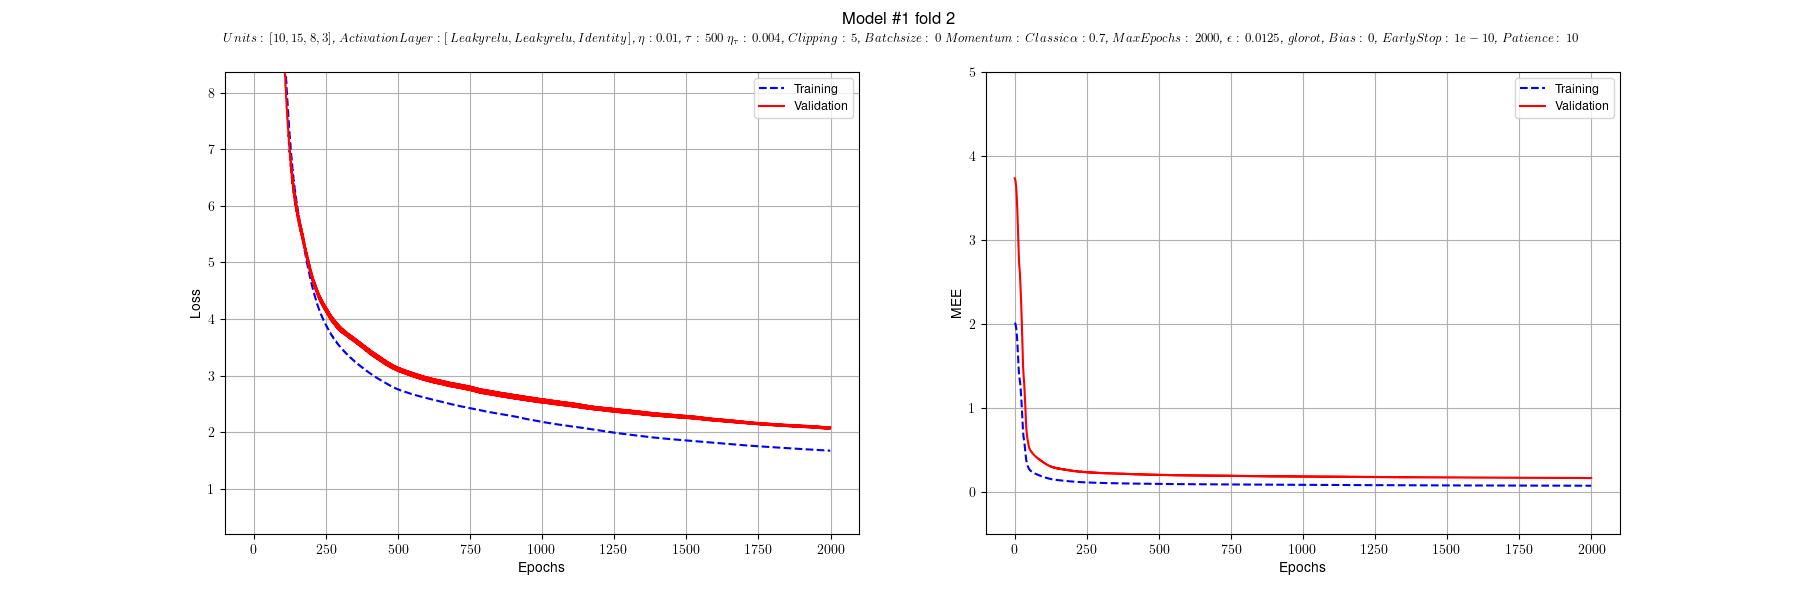 Model #1 fold 2
Units : [10, 15, 8, 3], ActivationLayer : [ Leakyrelu, Leakyrelu, Identity], η : 0.01, τ : 500 ητ : 0.004, Clipping : 5, Batchsize : 0 Momentum : Classicα : 0.7, MaxEpochs : 2000, ϵ : 0.0125, glorot, Bias : 0, EarlyStop : 1e − 10, Patience : 10
Training
Validation
8
7
6
5
4
3
2
1
Loss
0 250 500 750 1000 1250 1500 1750 2000
Epochs
Training
Validation
5
4
3
2
1
0
MEE
0 250 500 750 1000 1250 1500 1750 2000
Epochs